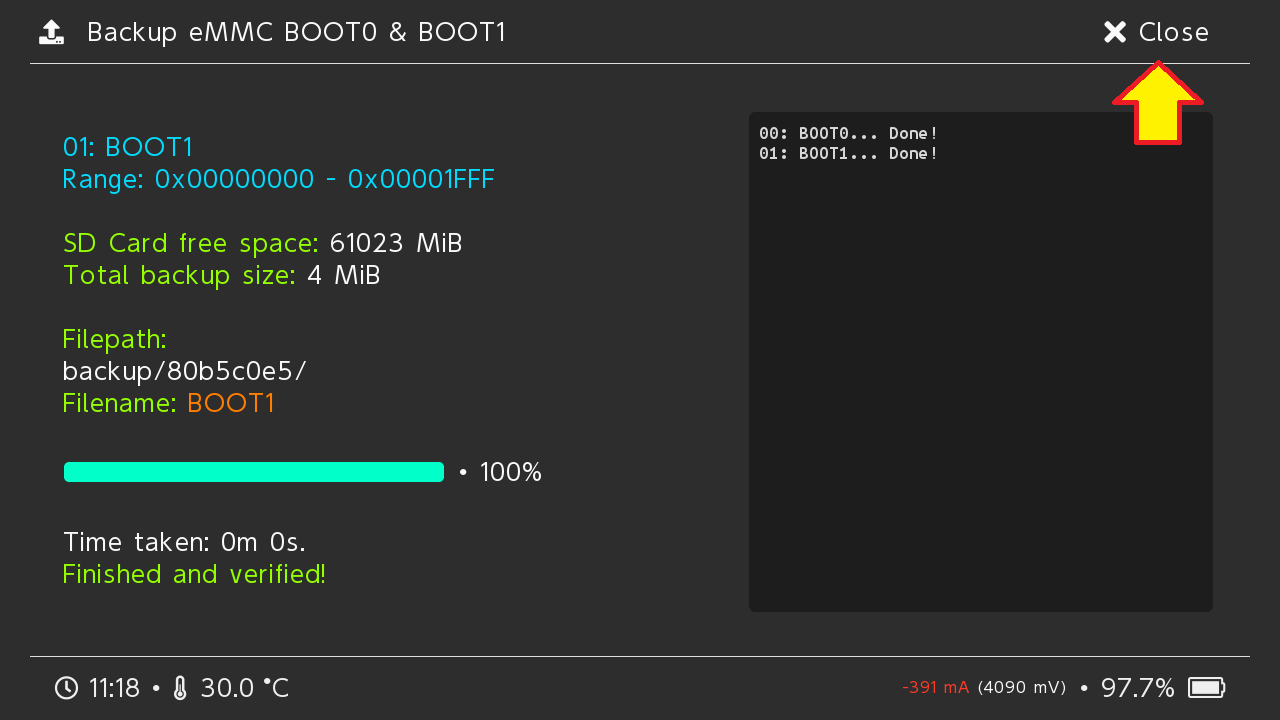 Backup eMMC BOOT0 & BOOT1
Close
01: BOOT1
Range: 0x00000000 - 0x00001FFF
SD Card free space: 61023 MiB
Total backup size: 4 MiB
Filepath:
backup/80b5c0e5/
Filename: BOOT1
• 100%
Time taken: 0m 0s.
Finished and verified!
00: BOOT0... Done!
01: BOOT1... Done!
11:18 • 30.0 °C
-391 mA (4090 mV) • 97.7%